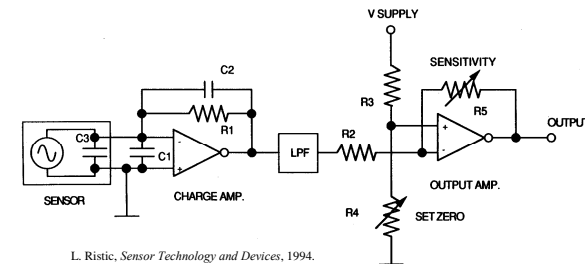 V SUPPLY
SENSITIVITY
C2
R3
R5
R1
OUTPUT
C3
R2
+
-
-
C1
LPF
+
OUTPUT AMP.
SENSOR
CHARGE AMP.
R4
SET ZERO
L. Ristic, Sensor Technology and Devices, 1994.